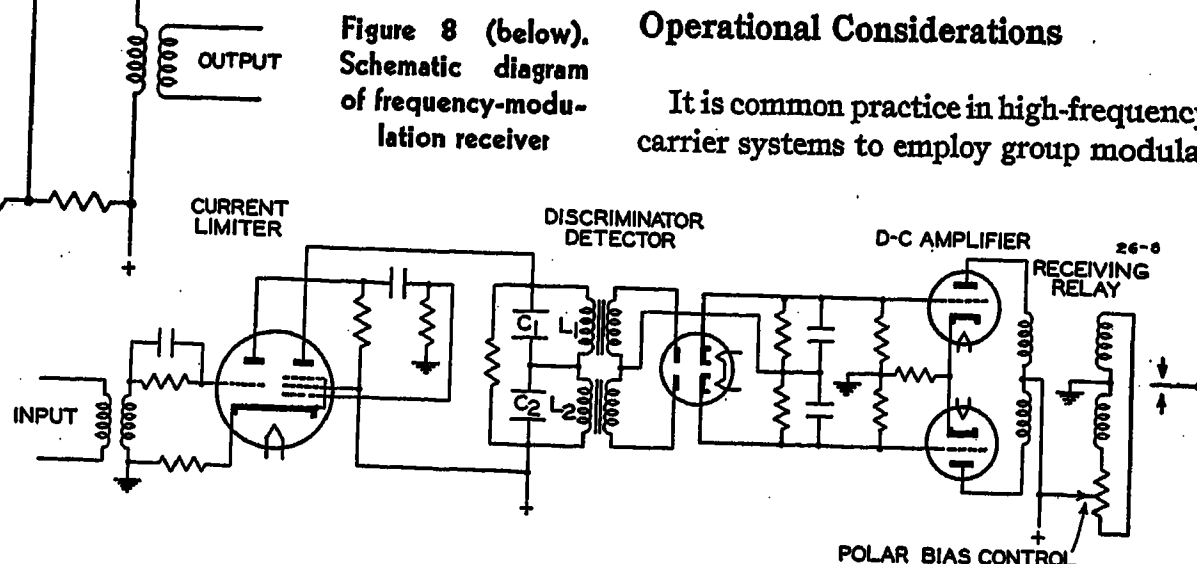 OUTPUT
Figure 8 (below).
Schematic diagram
of frequency-modu-
lation receiver
Operational Considerations
It is common practice in high-frequency
carrier systems to employ group modula
+
CURRENT
LIMITER
DISCRIMINATOR
DETECTOR
D-C AMPLIFIER
26-8
RECEIVING
RELAY
INPUT
C1
L1
C2
L2
+
+
POLAR BIAS CONTROL